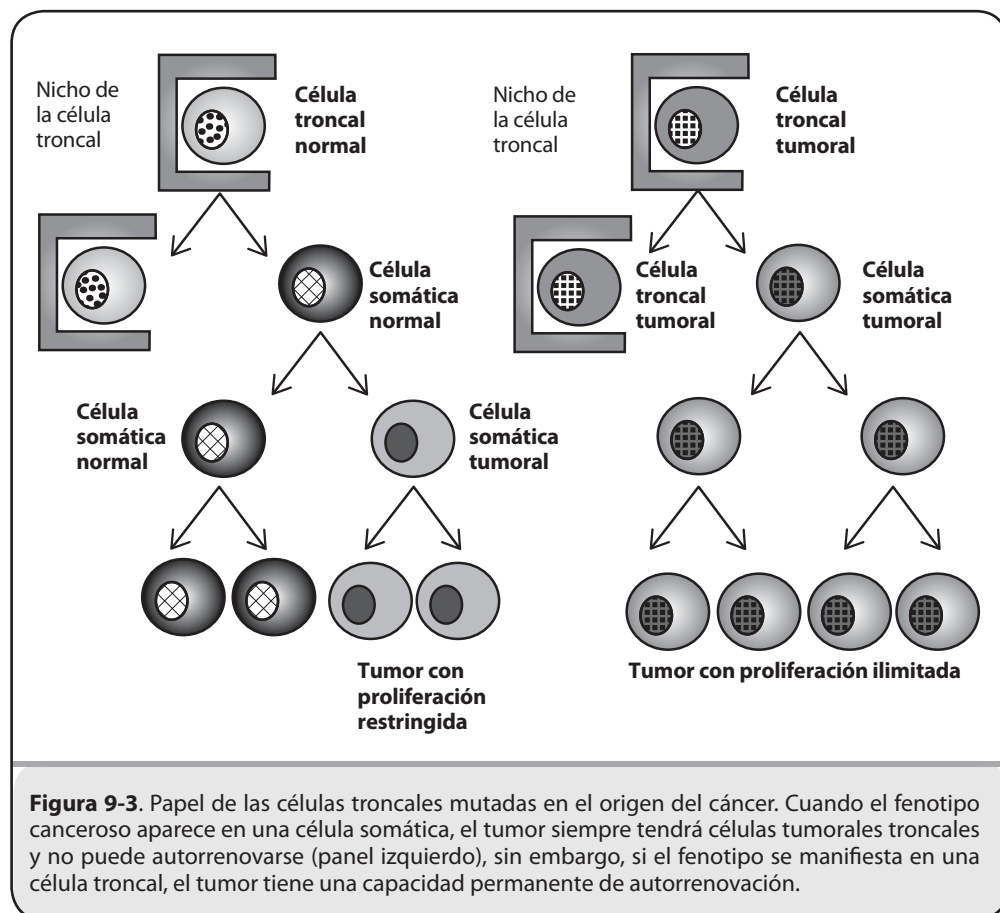 Nicho de
la célula
troncal
Célula
troncal
normal
Célula
somática
normal
Célula
somática
normal
Célula
somática
tumoral
Tumor con
proliferación
restringida
Nicho de
la célula
troncal
Célula
troncal
tumoral
Célula
troncal
tumoral
Célula
somática
tumoral
Tumor con proliferación ilimitada
Figura 9-3. Papel de las células troncales mutadas en el origen del cáncer. Cuando el fenotipo
canceroso aparece en una célula somática, el tumor siempre tendrá células tumorales troncales
y no puede autorrenovarse (panel izquierdo), sin embargo, si el fenotipo se manifiesta en una
célula troncal, el tumor tiene una capacidad permanente de autorrenovación.